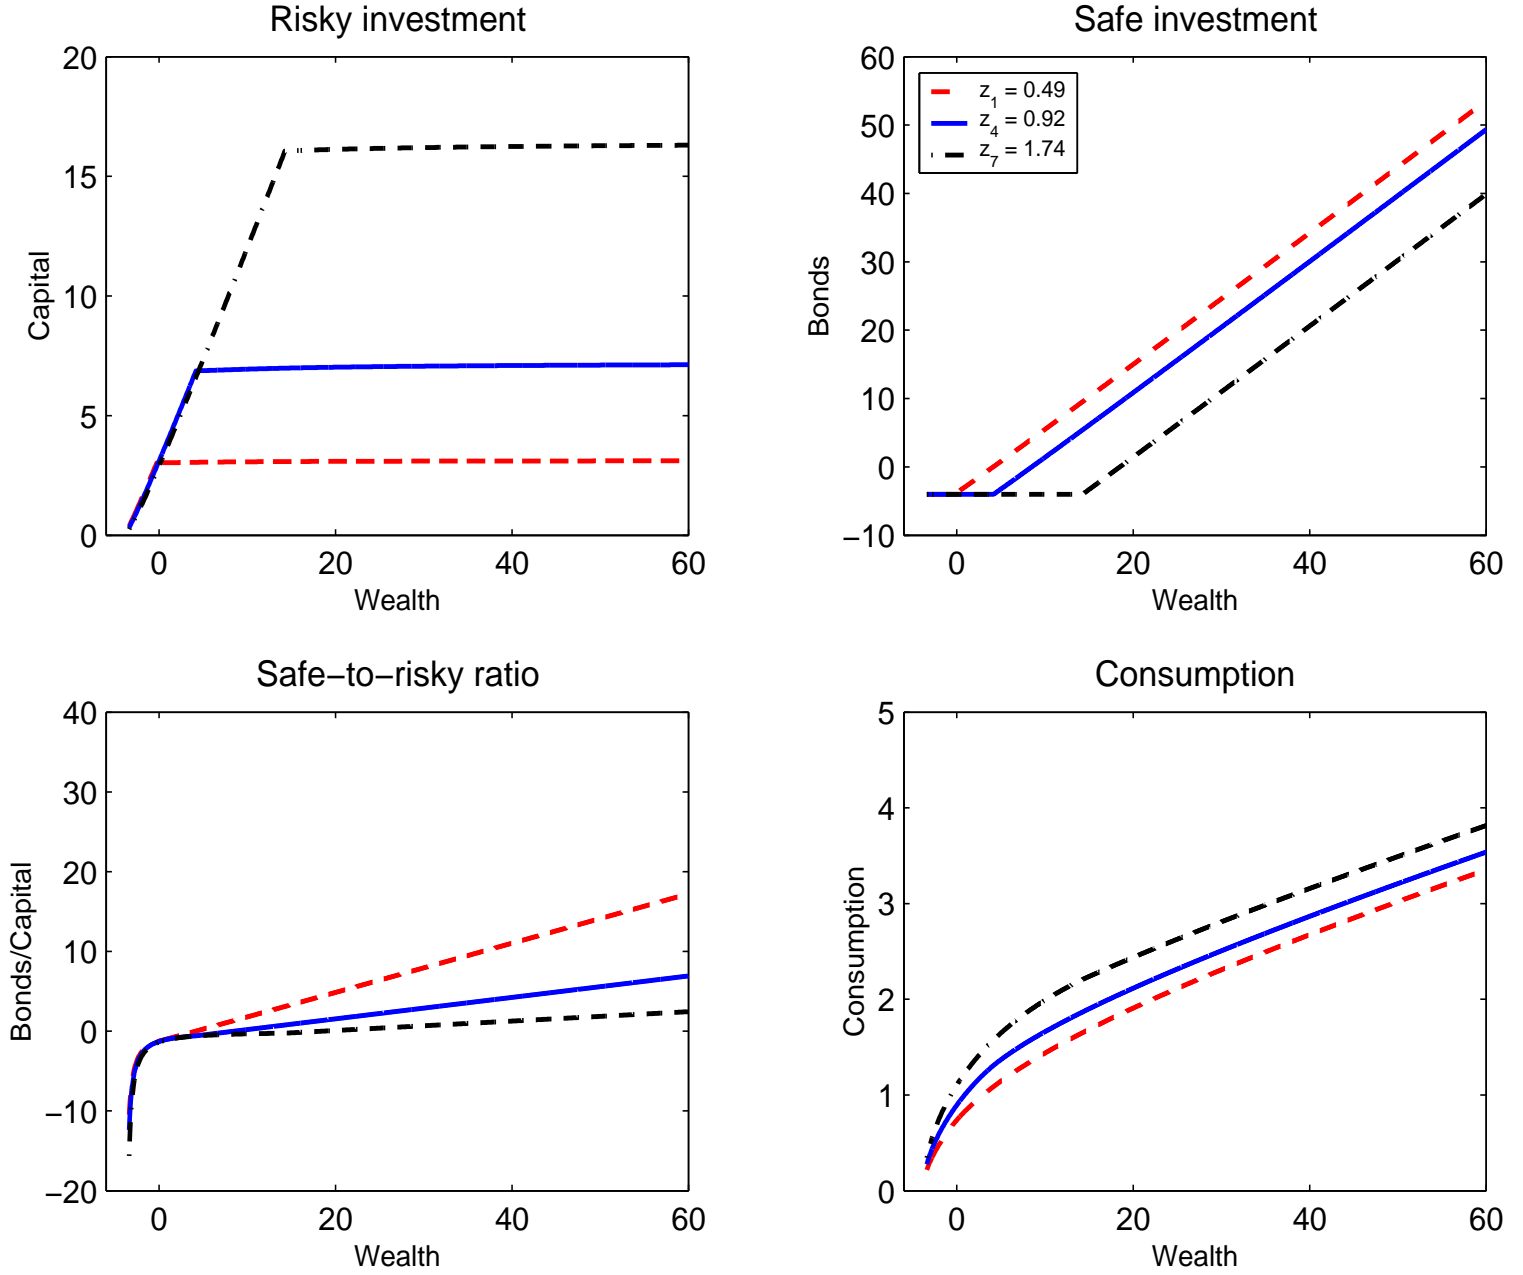 Risky investment
20
15
10
5
0
Capital
0 20 40 60
Wealth
Safe investment
60
50
40
30
20
10
0
−10
Bonds
z1 = 0.49
z4 = 0.92
z7 = 1.74
0 20 40 60
Wealth
Safe−to−risky ratio
40
30
20
10
0
−10
−20
Bonds/Capital
0 20 40 60
Wealth
Consumption
5
4
3
2
1
0
Consumption
0 20 40 60
Wealth